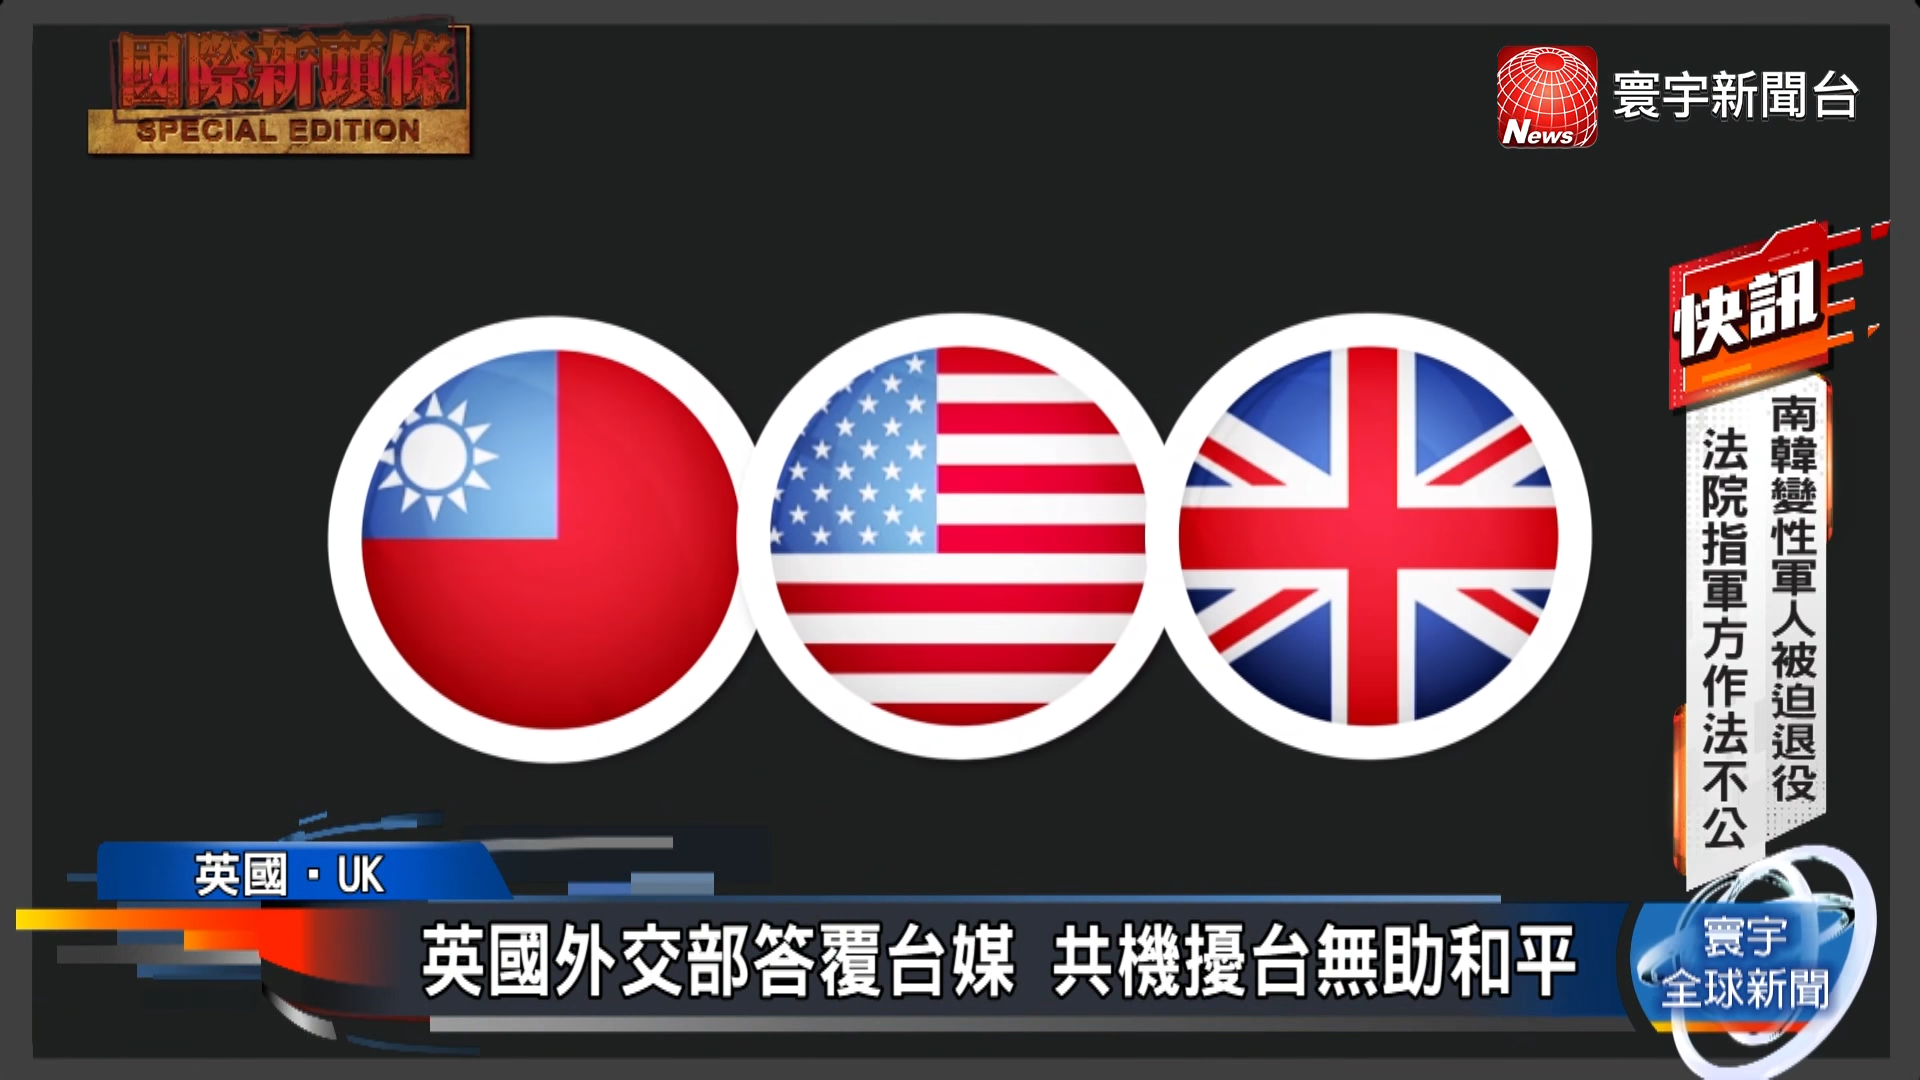 國際新頭條
SPECIAL EDITION
News
寰宇新聞台
快訊
南韓變性軍人被迫退役
法院指軍方作法不公
英國·UK
英國外交部答覆台媒 共機擾台無助和平
寰宇
全球新聞